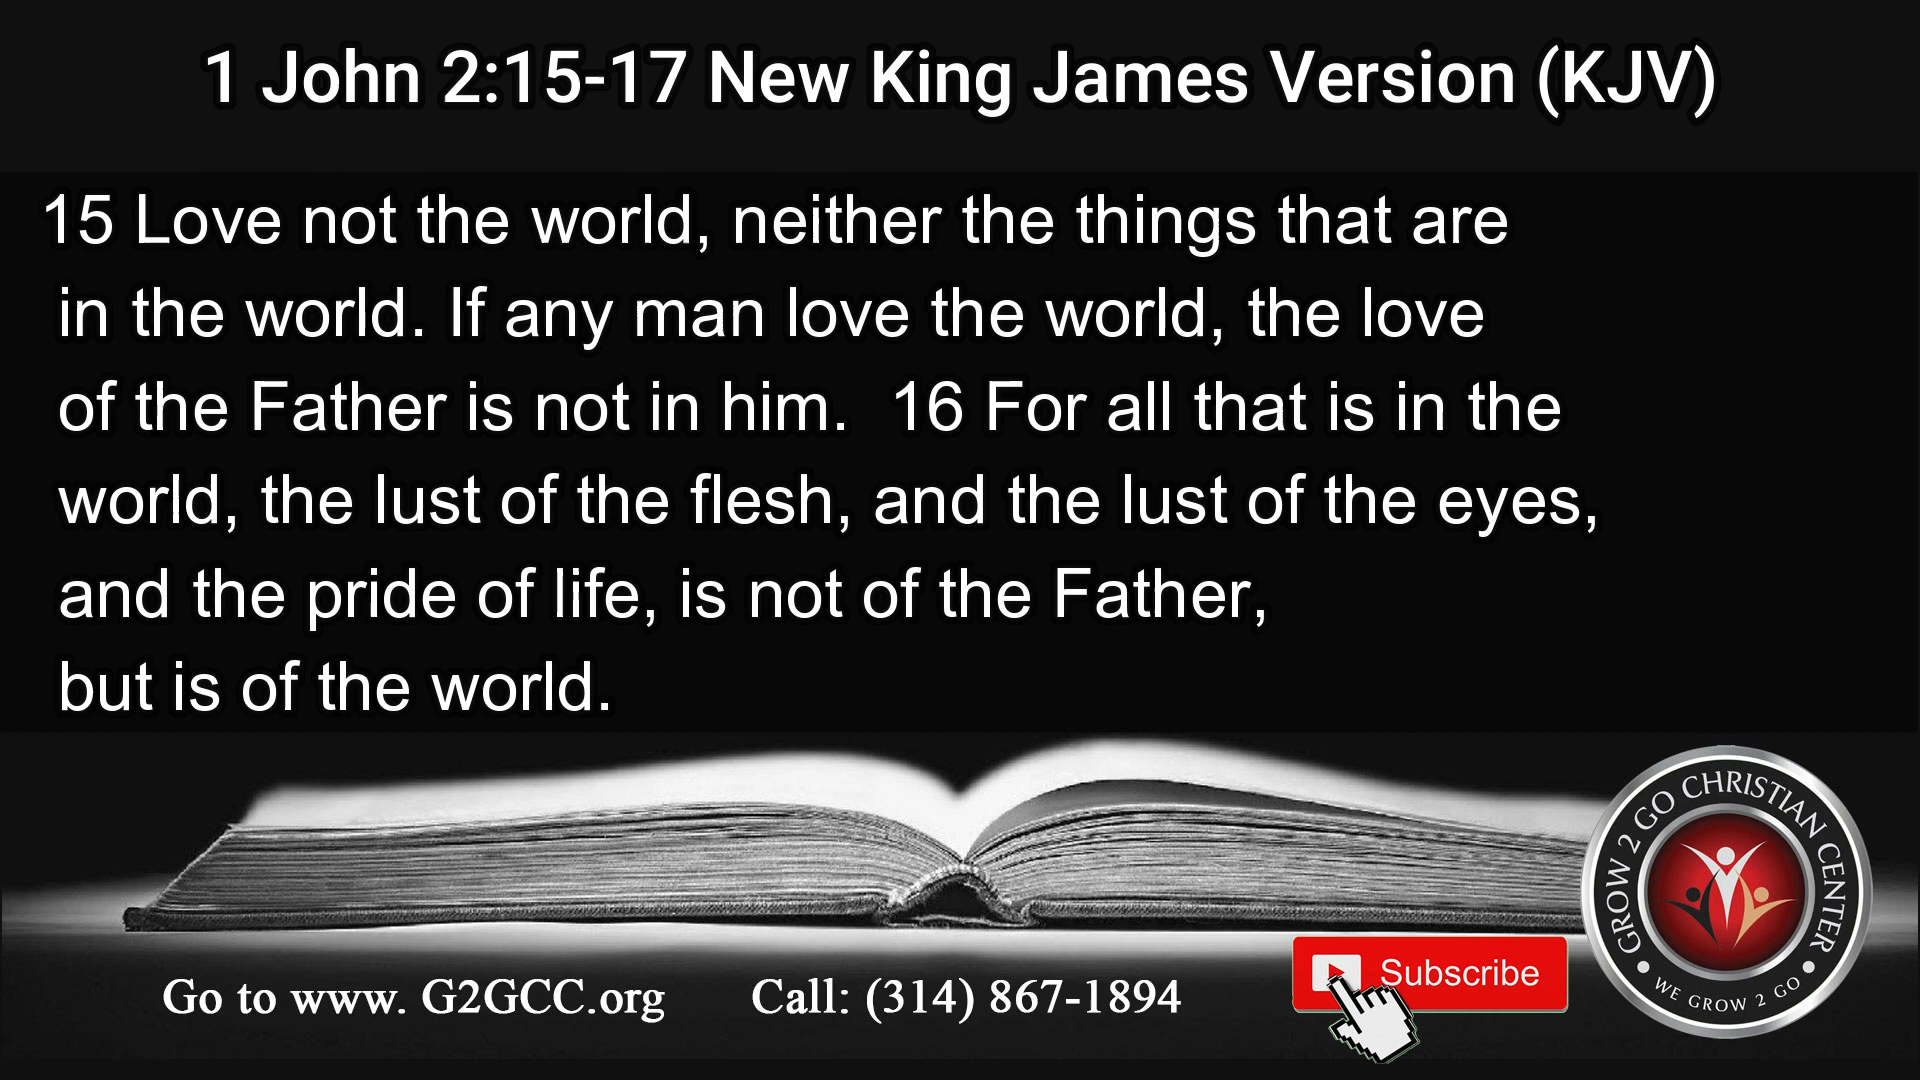 1 John 2:15-17 New King James Version (KJV)
15 Love not the world, neither the things that are
in the world. If any man love the world, the love
of the Father is not in him.  16 For all that is in the
world, the lust of the flesh, and the lust of the eyes,
and the pride of life, is not of the Father,
but is of the world.
GROW 2 GO CHRISTIAN CENTER
• WE GROW 2 GO •
Subscribe
Go to www. G2GCC.org
Call: (314) 867-1894